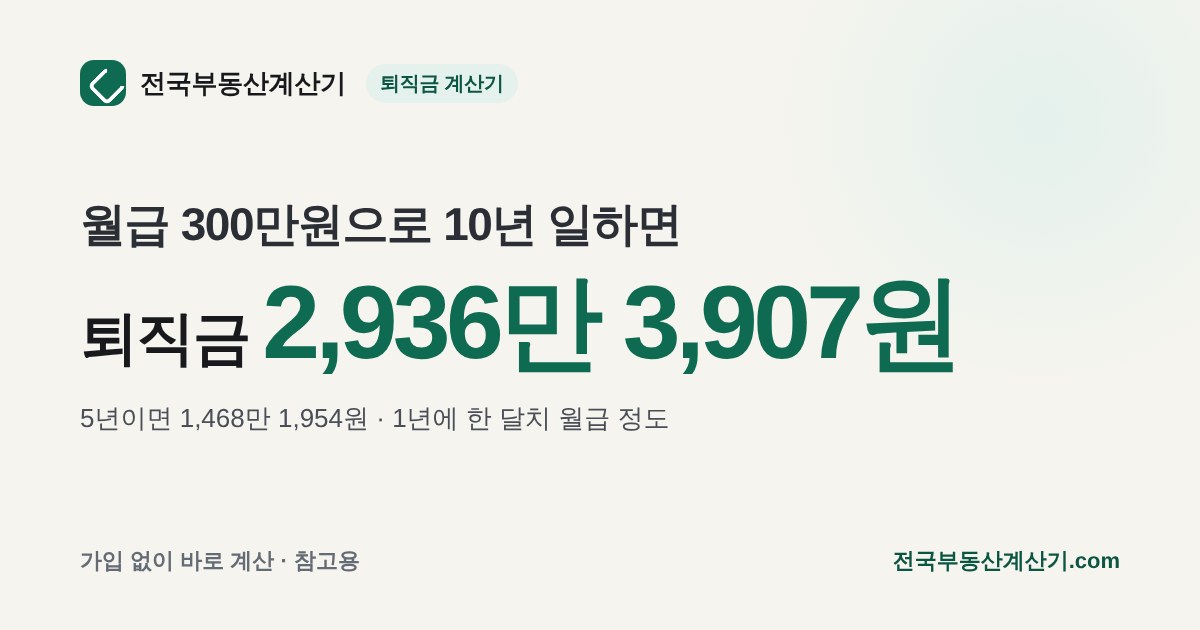 전국부동산계산기 퇴직금 계산기
월급 300만원으로 10년 일하면
퇴직금 2,936만 3,907원
5년이면 1,468만 1,954원 · 1년에 한 달치 월급 정도
가입 없이 바로 계산 · 참고용
전국부동산계산기.com